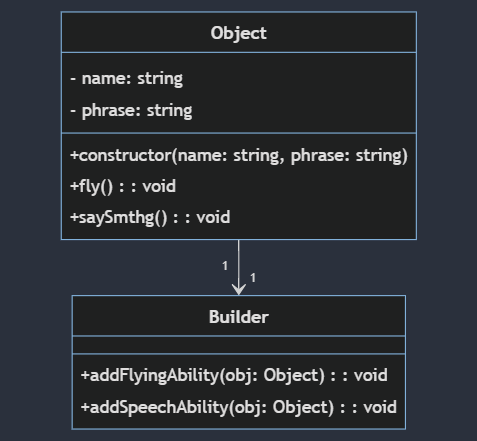 Object
- name: string
- phrase: string
+constructor(name: string, phrase: string)
+fly() : : void
+saySmthg() : : void
1
1
Builder
+addFlyingAbility(obj: Object) : : void
+addSpeechAbility(obj: Object) : : void